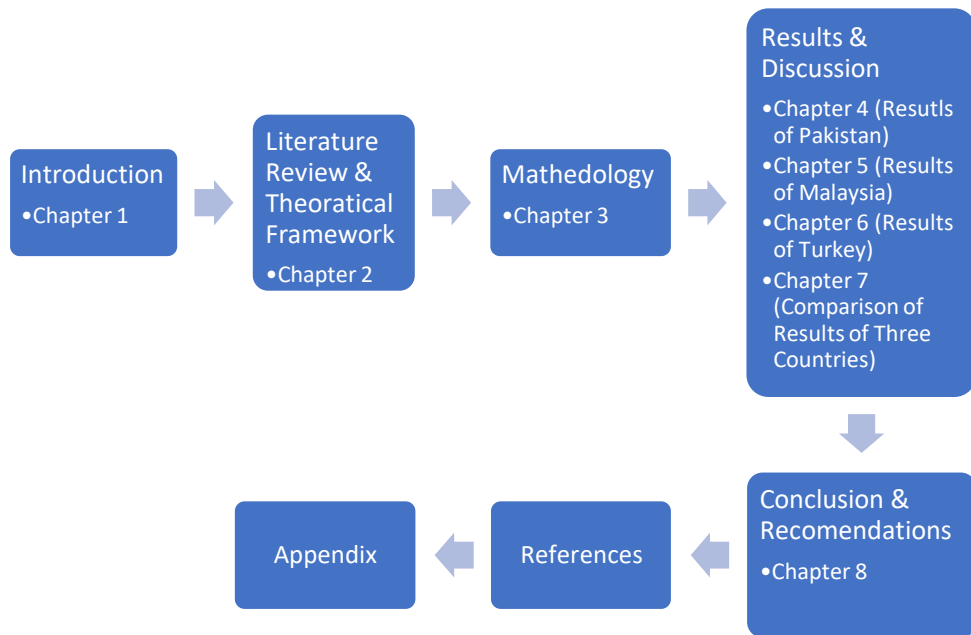 Introduction
•Chapter 1
Literature
Review &
Theoratical
Framework
•Chapter 2
Mathedology
•Chapter 3
Results &
Discussion
•Chapter 4 (Resutls
of Pakistan)
•Chapter 5 (Results
of Malaysia)
•Chapter 6 (Results
of Turkey)
•Chapter 7
(Comparison of
Results of Three
Countries)
Conclusion &
Recomendations
•Chapter 8
References
Appendix